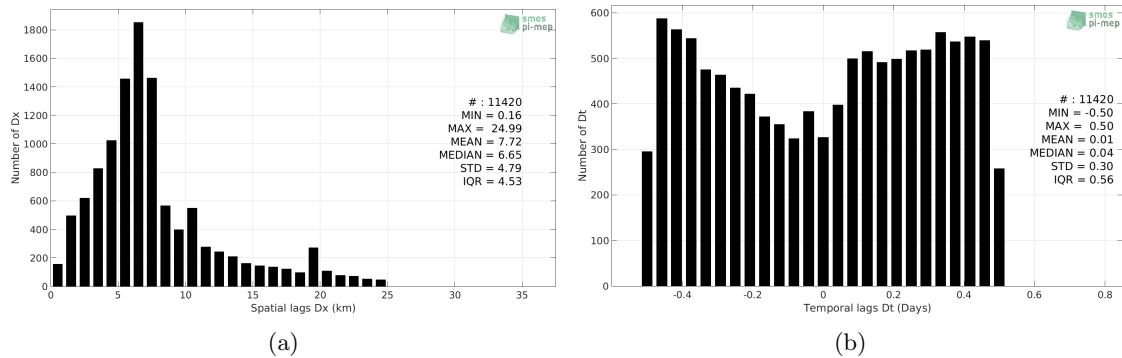 smos
pi-mep
1800
1600
1400
1200
1000
800
600
400
200
0
Number of Dx
# : 11420
MIN = 0.16
MAX = 24.99
MEAN = 7.72
MEDIAN = 6.65
STD = 4.79
IQR = 4.53
0 5 10 15 20 25 30 35
Spatial lags Dx (km)
(a)
smos
pi-mep
600
500
400
300
200
100
0
Number of Dt
# : 11420
MIN = -0.50
MAX = 0.50
MEAN = 0.01
MEDIAN = 0.04
STD = 0.30
IQR = 0.56
-0.4 -0.2 0 0.2 0.4 0.6 0.8
Temporal lags Dt (Days)
(b)